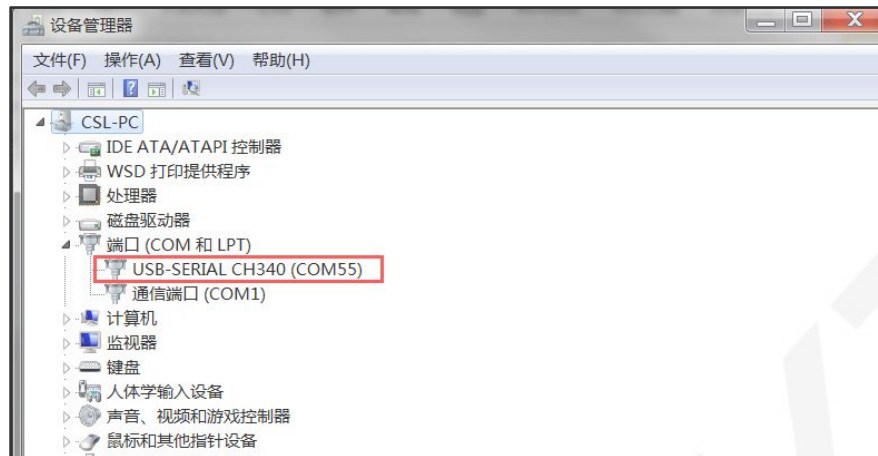 设备管理器
文件(F) 操作(A) 查看(V) 帮助(H)
CSL-PC
IDE ATA/ATAPI 控制器
WSD 打印提供程序
处理器
磁盘驱动器
端口 (COM 和 LPT)
USB-SERIAL CH340 (COM55)
通信端口 (COM1)
计算机
监视器
键盘
人体学输入设备
声音、视频和游戏控制器
鼠标和其他指针设备